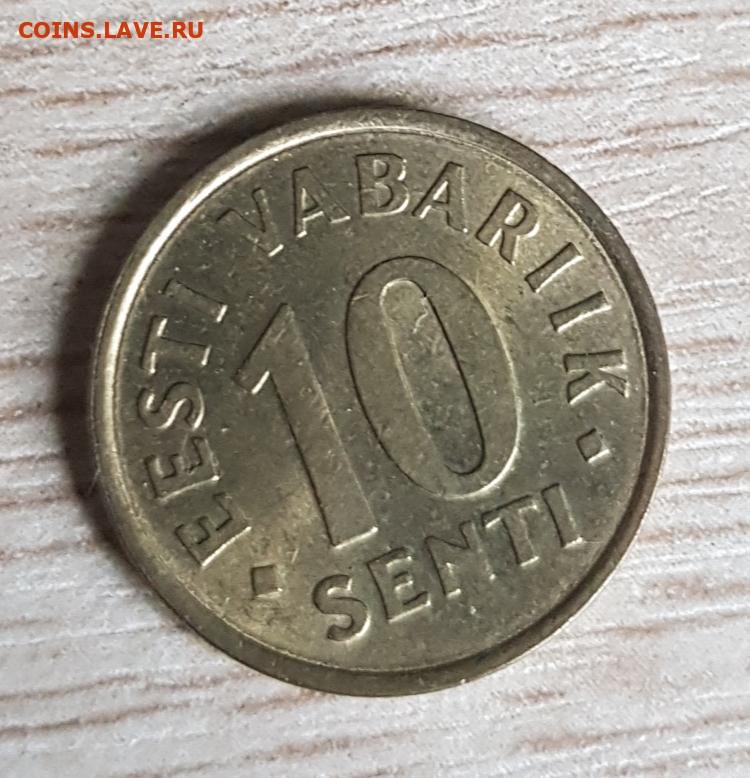 COINS.LAVE.RU
EESTI VABARIIK
10
SENTI